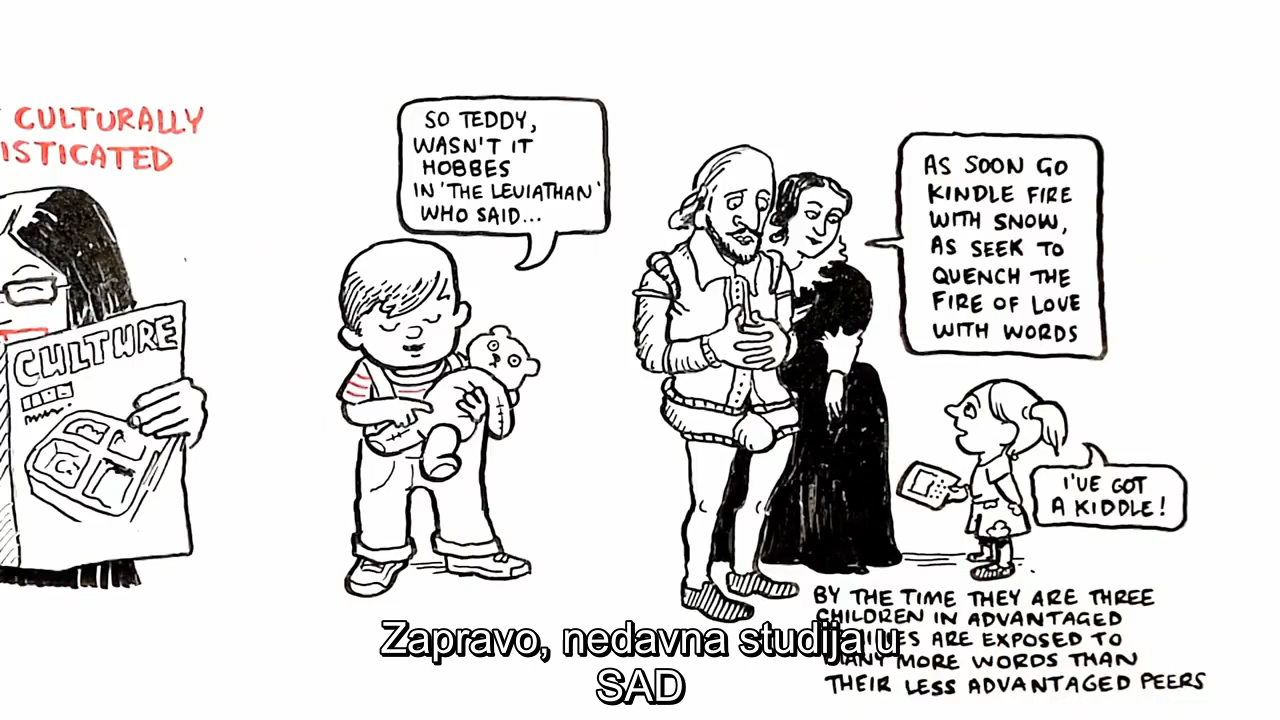 CULTURALLY
ISTICATED
CULTURE
SO TEDDY,
WASN'T IT
HOBBES
IN 'THE LEVIATHAN'
WHO SAID...
AS SOON GO
KINDLE FIRE
WITH SNOW,
AS SEEK TO
QUENCH THE
FIRE OF LOVE
WITH WORDS
I'VE GOT
A KIDDLE!
BY THE TIME THEY ARE THREE
CHILDREN IN ADVANTAGED
ARE EXPOSED TO
MANY MORE WORDS THAN
THEIR LESS ADVANTAGED PEERS
Zapravo, nedavna studija u
SAD